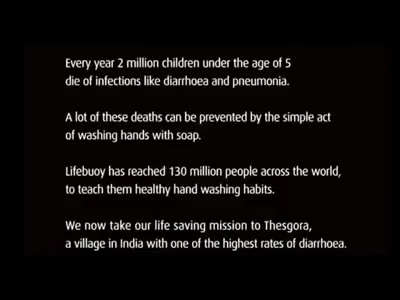 Every year 2 million children under the age of 5
die of infections like diarrhoea and pneumonia.
A lot of these deaths can be prevented by the simple act
of washing hands with soap.
Lifebuoy has reached 130 million people across the world,
to teach them healthy hand washing habits.
We now take our life saving mission to Thesgora,
a village in India with one of the highest rates of diarrhoea.